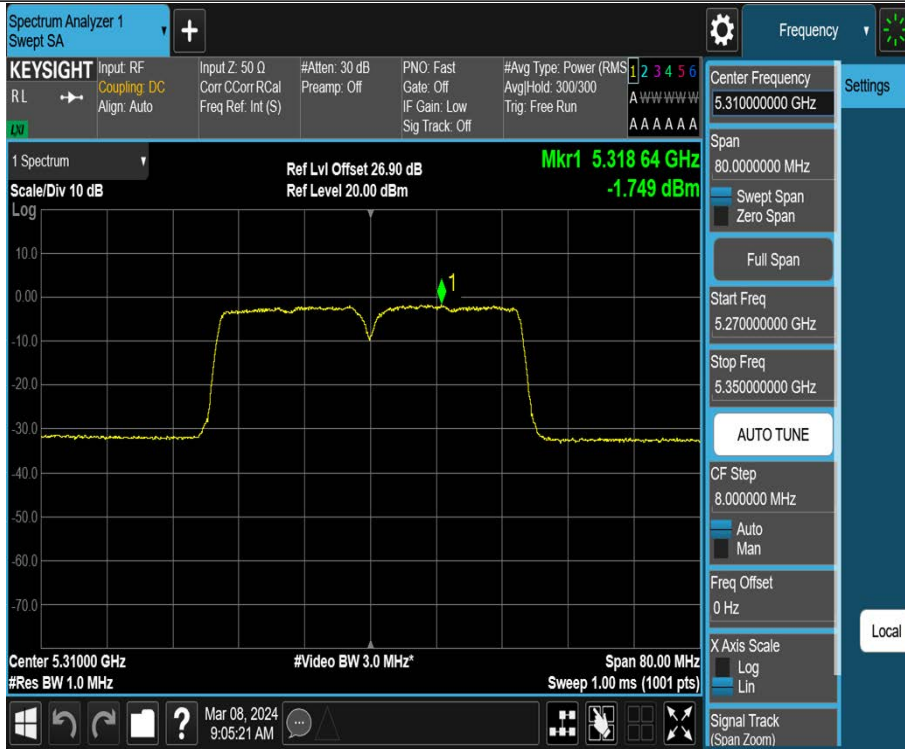 Spectrum Analyzer 1
Swept SA
+
Frequency
KEYSIGHT
RL
LXI
Input: RF
Coupling: DC
Align: Auto
Input Z: 50 Ω
Corr CCorr RCal
Freq Ref: Int (S)
#Atten: 30 dB
Preamp: Off
PNO: Fast
Gate: Off
IF Gain: Low
Sig Track: Off
#Avg Type: Power (RMS
Avg|Hold: 300/300
Trig: Free Run
1 2 3 4 5 6
A W W W W W
A A A A A A
Center Frequency
5.310000000 GHz
Settings
Span
80.0000000 MHz
Swept Span
Zero Span
Full Span
Start Freq
5.270000000 GHz
Stop Freq
5.350000000 GHz
AUTO TUNE
CF Step
8.000000 MHz
Auto
Man
Freq Offset
0 Hz
Local
X Axis Scale
Log
Lin
Signal Track
(Span Zoom)
1 Spectrum
Scale/Div 10 dB
Log
Ref Lvl Offset 26.90 dB
Ref Level 20.00 dBm
Mkr1 5.318 64 GHz
-1.749 dBm
1
10.0
0.00
-10.0
-20.0
-30.0
-40.0
-50.0
-60.0
-70.0
Center 5.31000 GHz
#Video BW 3.0 MHz*
Span 80.00 MHz
#Res BW 1.0 MHz
Sweep 1.00 ms (1001 pts)
?
Mar 08, 2024
9:05:21 AM